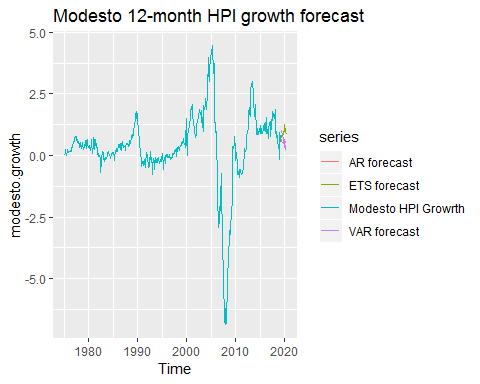 Modesto 12-month HPI growth forecast
5.0
2.5
0.0
-2.5
-5.0
modesto.growth
1980 1990 2000 2010 2020
Time
series
AR forecast
ETS forecast
Modesto HPI Growrth
VAR forecast